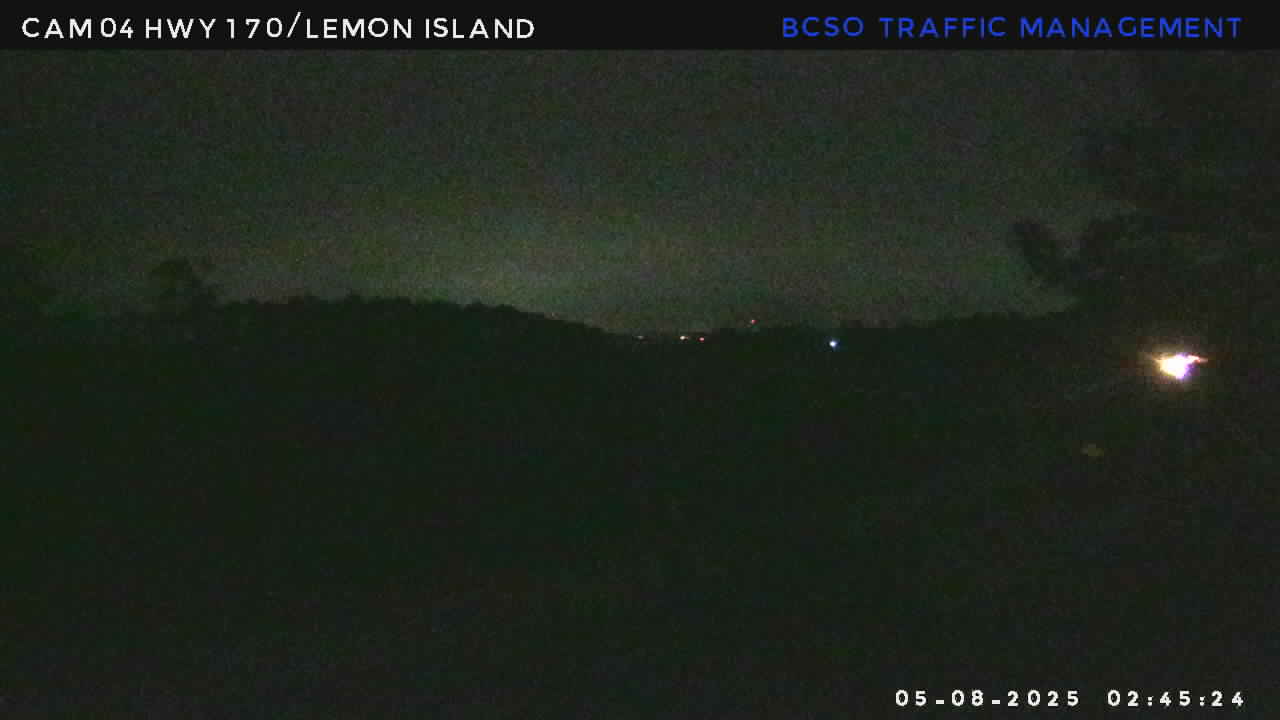 CAM04 HWY 170/LEMON ISLAND
BCSO TRAFFIC MANAGEMENT
05-08-2025 02:45:24